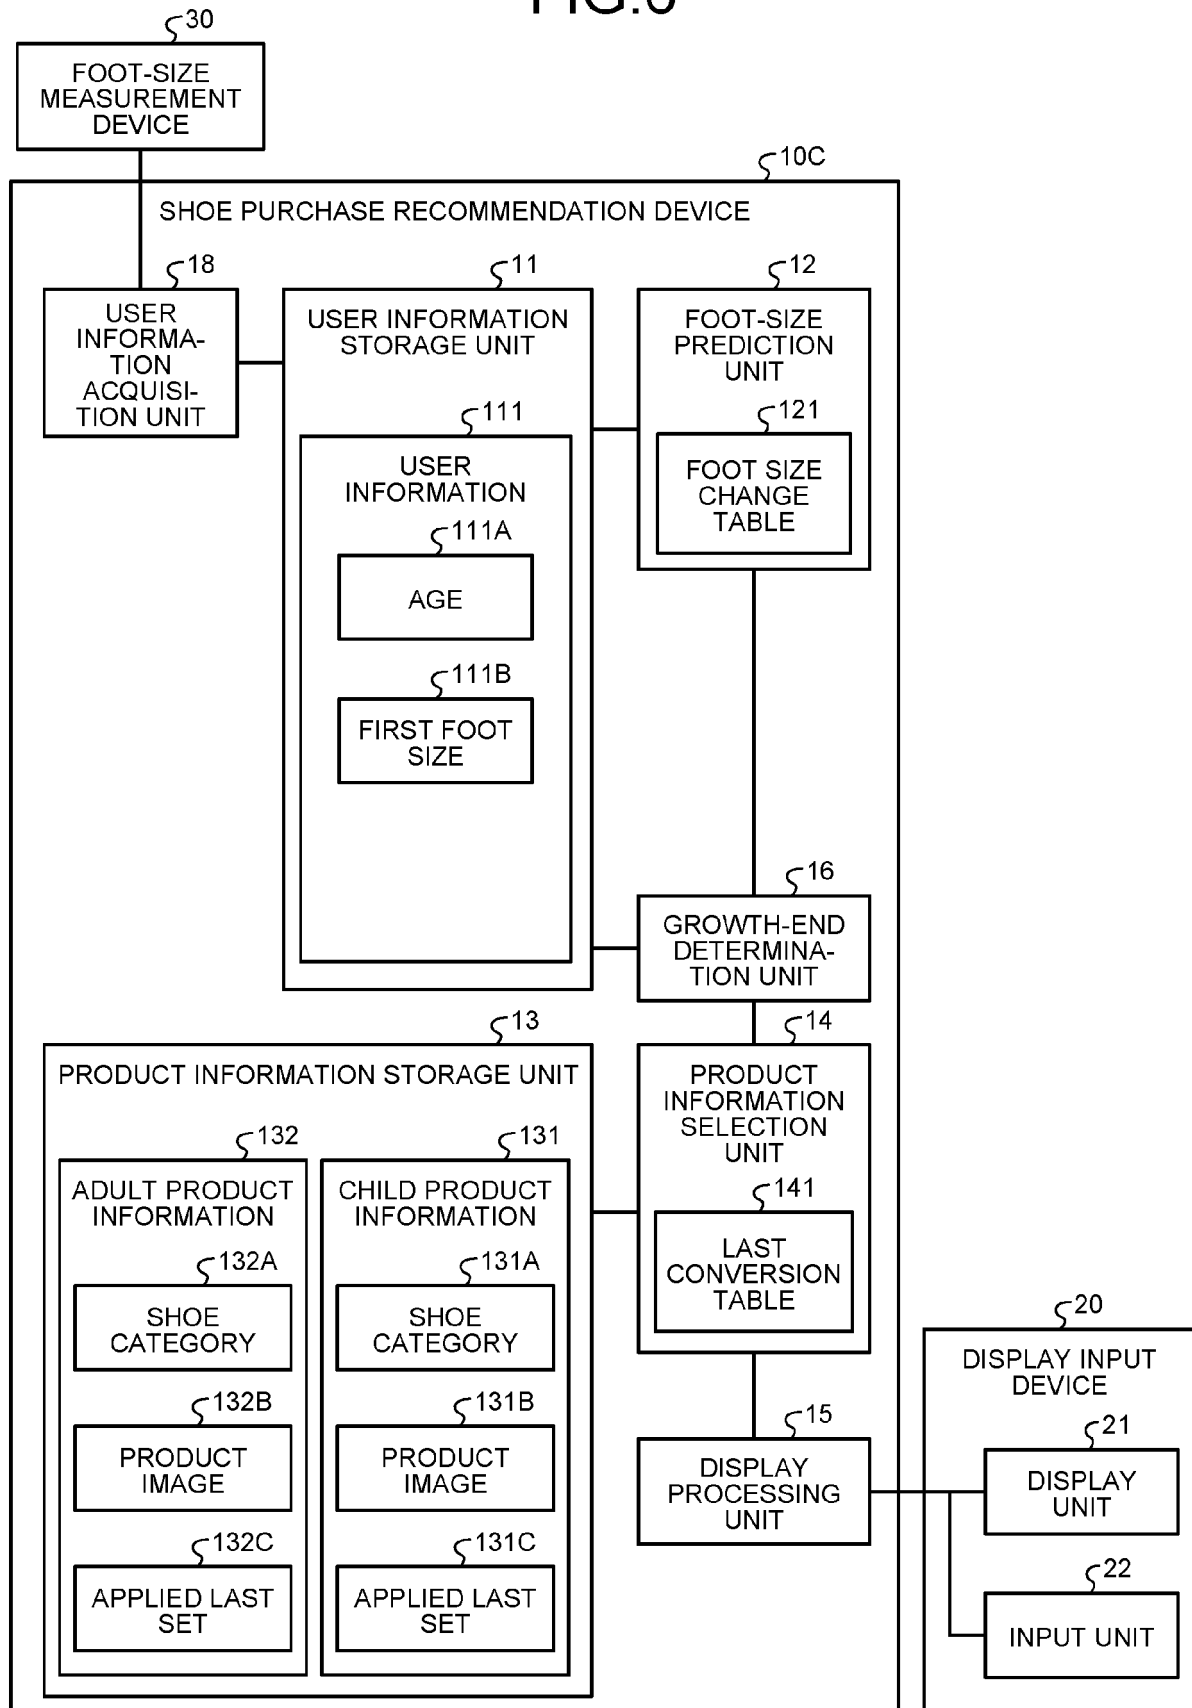 FIG.6
30
FOOT-SIZE
MEASUREMENT
DEVICE
10C
SHOE PURCHASE RECOMMENDATION DEVICE
18
USER
INFORMA-
TION
ACQUISI-
TION UNIT
11
USER INFORMATION
STORAGE UNIT
111
USER
INFORMATION
111A
AGE
111B
FIRST FOOT
SIZE
12
FOOT-SIZE
PREDICTION
UNIT
121
FOOT SIZE
CHANGE
TABLE
16
GROWTH-END
DETERMINA-
TION UNIT
13
PRODUCT INFORMATION STORAGE UNIT
132
ADULT PRODUCT
INFORMATION
132A
SHOE
CATEGORY
132B
PRODUCT
IMAGE
132C
APPLIED LAST
SET
131
CHILD PRODUCT
INFORMATION
131A
SHOE
CATEGORY
131B
PRODUCT
IMAGE
131C
APPLIED LAST
SET
14
PRODUCT
INFORMATION
SELECTION
UNIT
141
LAST
CONVERSION
TABLE
15
DISPLAY
PROCESSING
UNIT
20
DISPLAY INPUT
DEVICE
21
DISPLAY
UNIT
22
INPUT UNIT